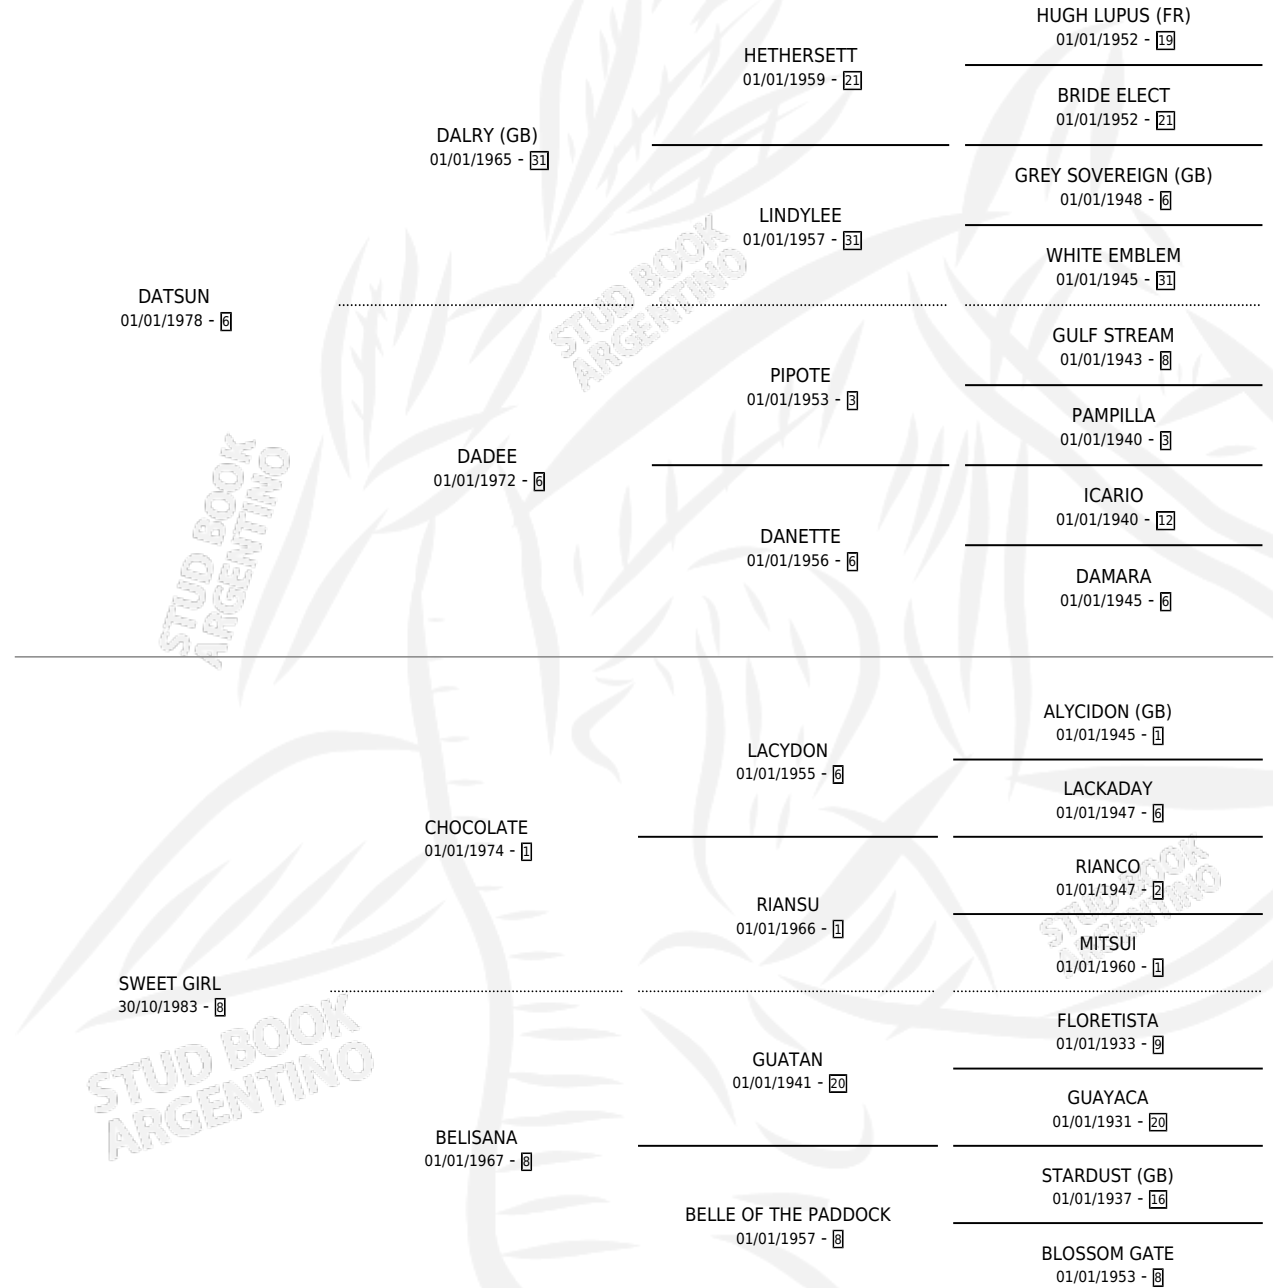 HUGH LUPUS (FR)
01/01/1952 - 19
HETHERSETT
01/01/1959 - 21
BRIDE ELECT
01/01/1952 - 21
DALRY (GB)
01/01/1965 - 31
GREY SOVEREIGN (GB)
01/01/1948 - 6
LINDYLEE
01/01/1957 - 31
WHITE EMBLEM
01/01/1945 - 31
DATSUN
01/01/1978 - 6
GULF STREAM
01/01/1943 - 8
PIPOTE
01/01/1953 - 3
PAMPILLA
01/01/1940 - 3
DADEE
01/01/1972 - 6
ICARIO
01/01/1940 - 12
DANETTE
01/01/1956 - 6
DAMARA
01/01/1945 - 6
ALYCIDON (GB)
01/01/1945 - 1
LACYDON
01/01/1955 - 6
LACKADAY
01/01/1947 - 6
CHOCOLATE
01/01/1974 - 1
RIANCO
01/01/1947 - 2
RIANSU
01/01/1966 - 1
MITSUI
01/01/1960 - 1
SWEET GIRL
30/10/1983 - 8
FLORETISTA
01/01/1933 - 9
GUATAN
01/01/1941 - 20
GUAYACA
01/01/1931 - 20
BELISANA
01/01/1967 - 8
STARDUST (GB)
01/01/1937 - 16
BELLE OF THE PADDOCK
01/01/1957 - 8
BLOSSOM GATE
01/01/1953 - 8
STUD BOOK
ARGENTINO
STUD BOOK
ARGENTINO
STUD BOOK
ARGENTINO
STUD BOOK
ARGENTINO